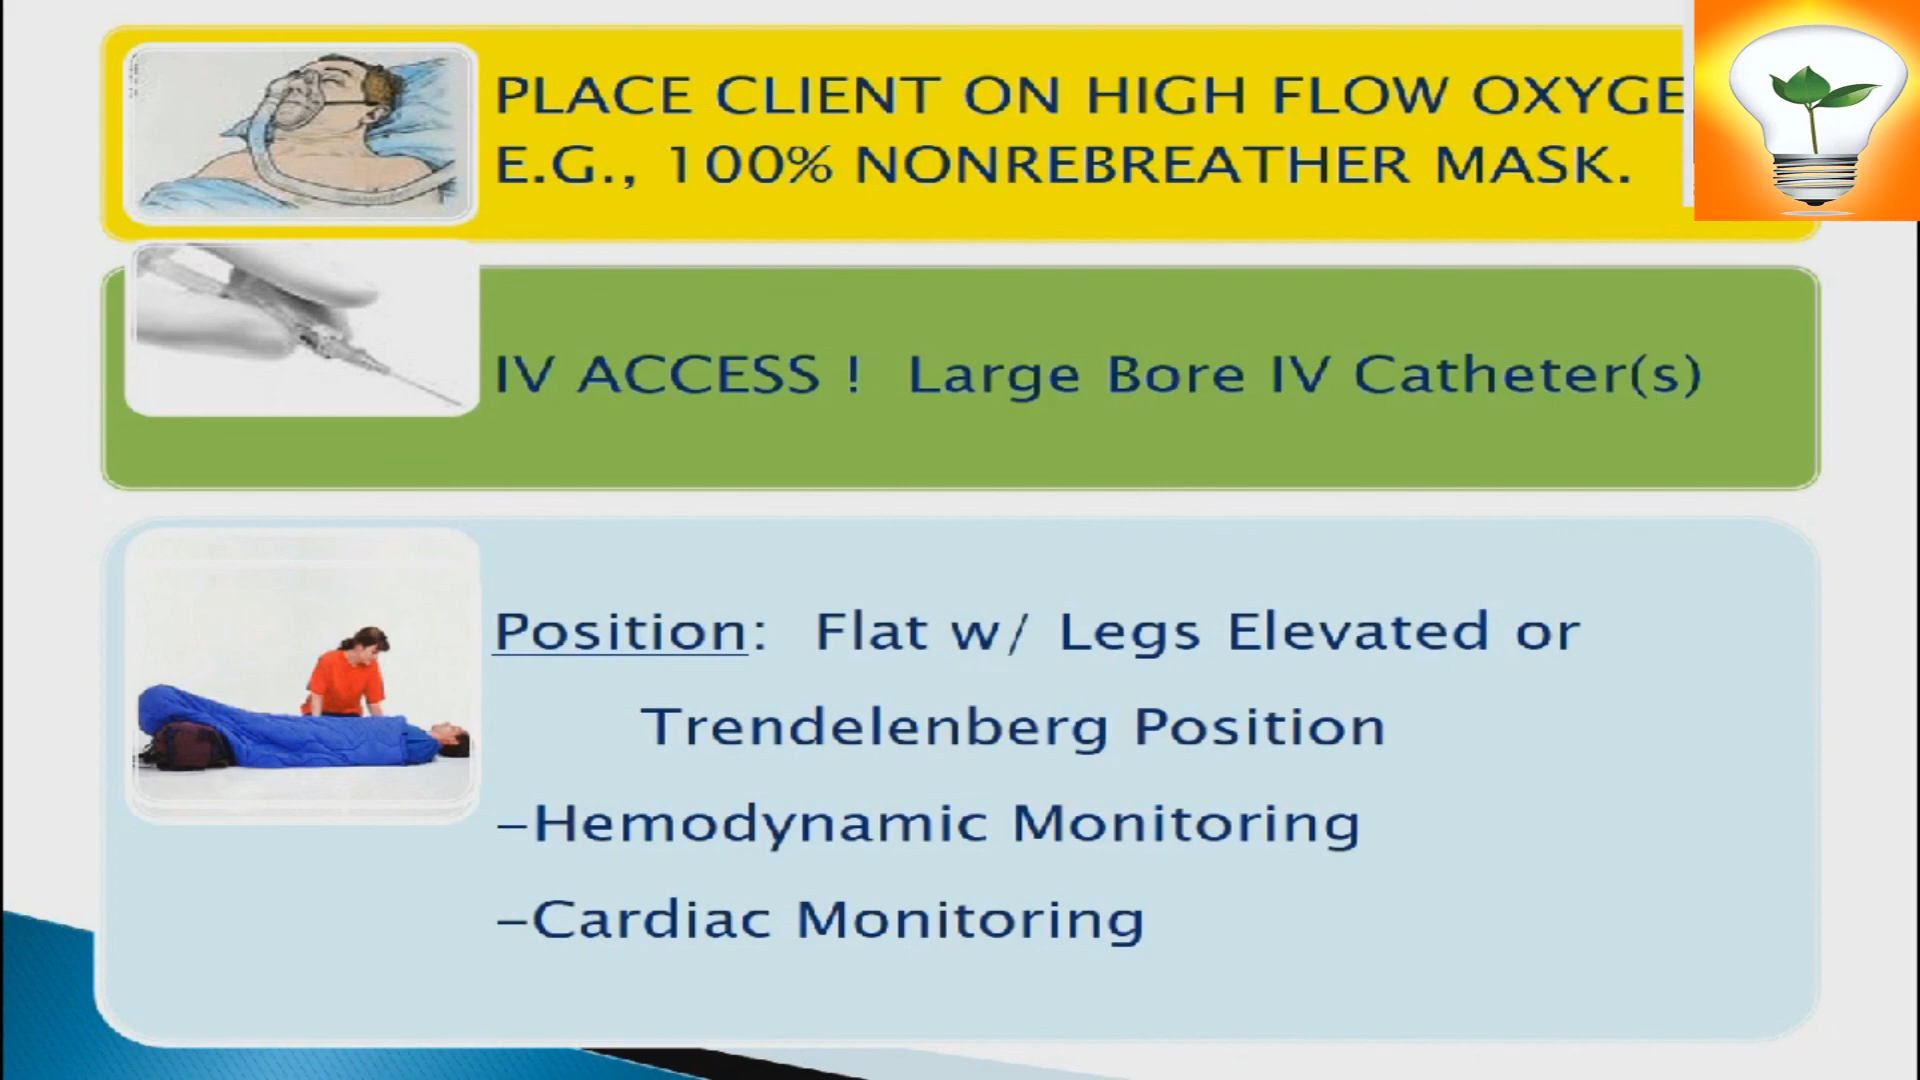 PLACE CLIENT ON HIGH FLOW OXYGE
E.G., 100% NONREBREATHER MASK.
IV ACCESS ! Large Bore IV Catheter(s)
Position: Flat w/ Legs Elevated or
Trendelenberg Position
–Hemodynamic Monitoring
–Cardiac Monitoring